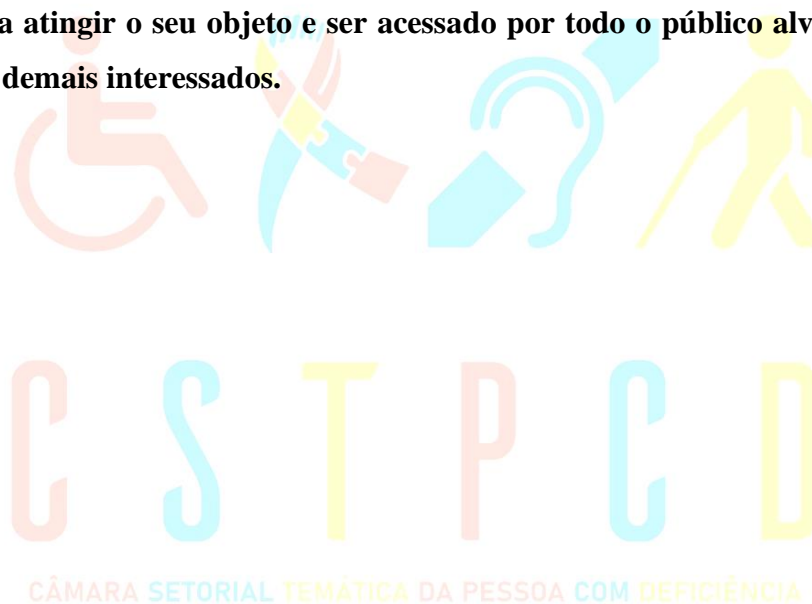 a atingir o seu objeto e ser acessado por todo o público alv
demais interessados.
C S T P C D
CÂMARA SETORIAL TEMÁTICA DA PESSOA COM DEFICIÊNCIA